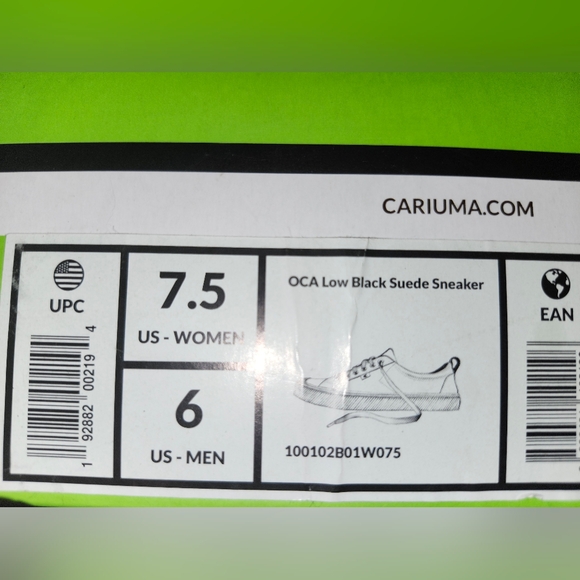 CARIUMA.COM
UPC
1 92882 00219 4
7.5
US - WOMEN
6
US - MEN
OCA Low Black Suede Sneaker
100102B01W075
EAN